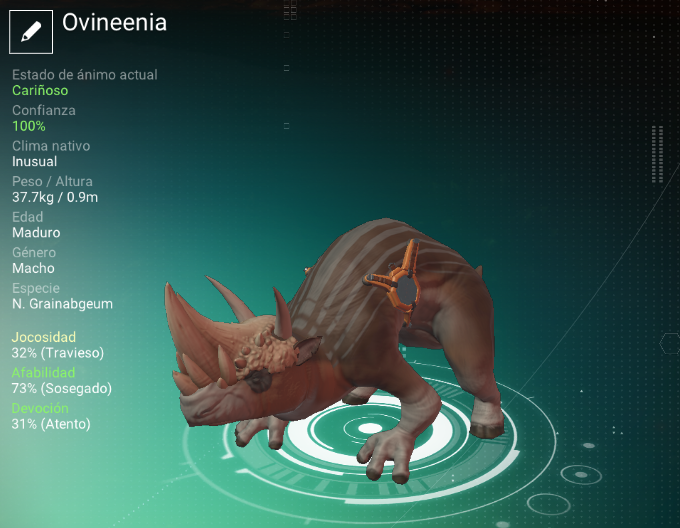 Ovineenia
Estado de ánimo actual
Cariñoso
Confianza
100%
Clima nativo
Inusual
Peso / Altura
37.7kg / 0.9m
Edad
Maduro
Género
Macho
Especie
N. Grainabgeum
Jocosidad
32% (Travieso)
Afabilidad
73% (Sosegado)
Devoción
31% (Atento)